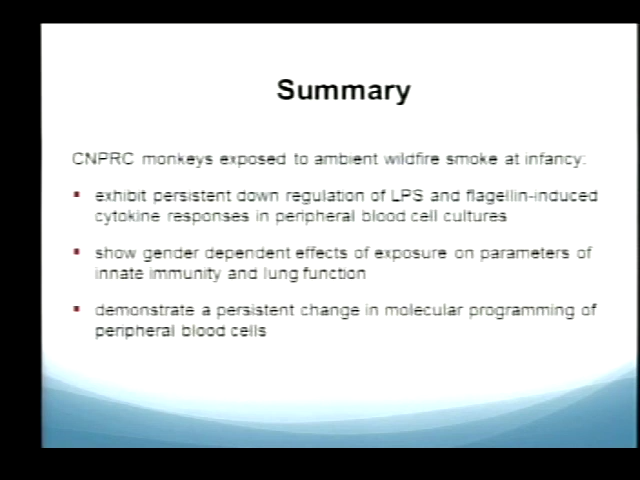 Summary
CNPRC monkeys exposed to ambient wildfire smoke at infancy:
exhibit persistent down regulation of LPS and flagellin-induced
cytokine responses in peripheral blood cell cultures
show gender dependent effects of exposure on parameters of
innate immunity and lung function
demonstrate a persistent change in molecular programming of
peripheral blood cells